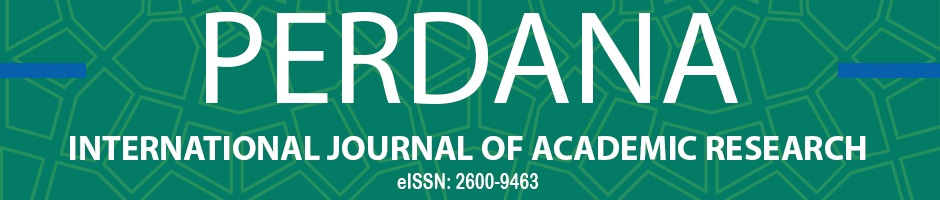 PERDANA
INTERNATIONAL JOURNAL OF ACADEMIC RESEARCH
eISSN: 2600-9463